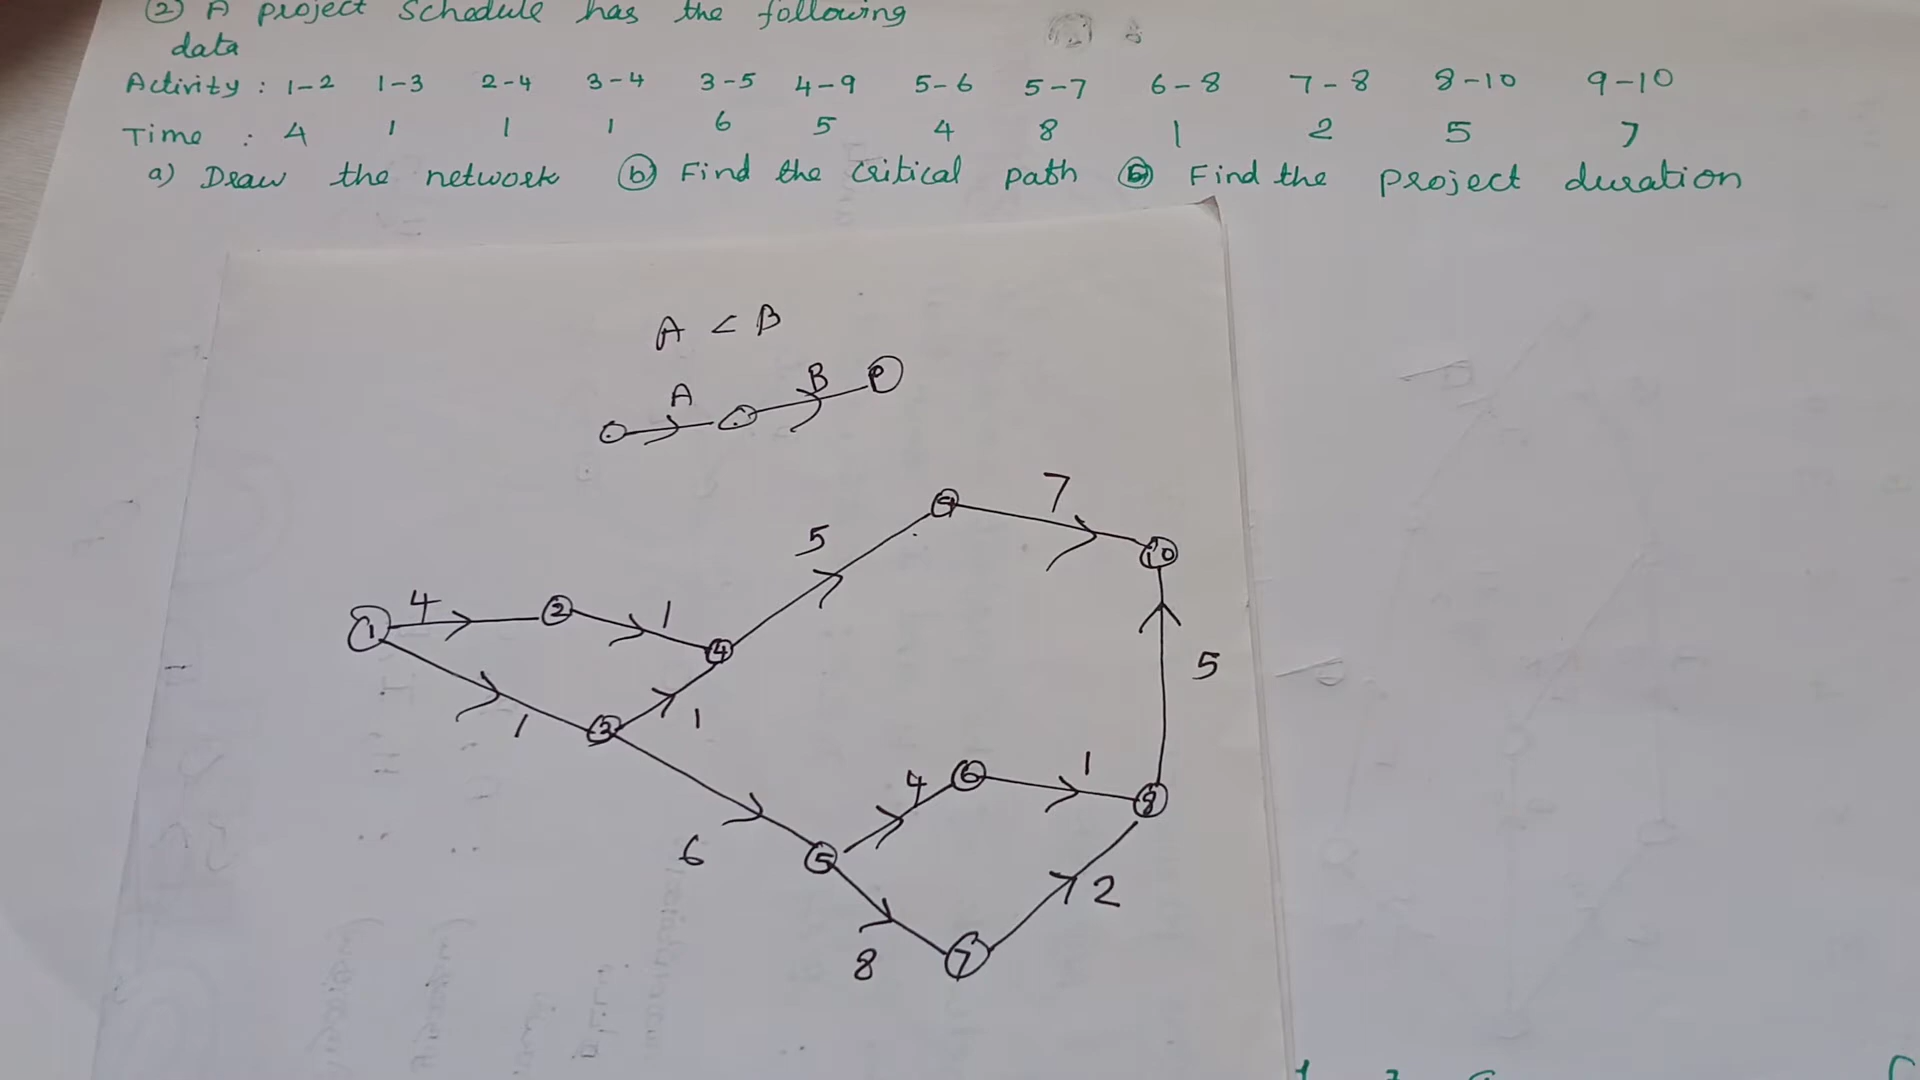 ② A project schedule has the following
data
Activity : 1-2 1-3 2-4 3-4 3-5 4-9 5-6 5-7 6-8 7-8 8-10 9-10
Time : 4 1 1 1 6 5 4 8 1 2 5 7
a) Draw the network ⓑ Find the critical path Find the project duration
A < B
A B
7
9
5
10
4 2 1
1
4
5
1
3
1
4 6 1
8
6
5
2
8
7